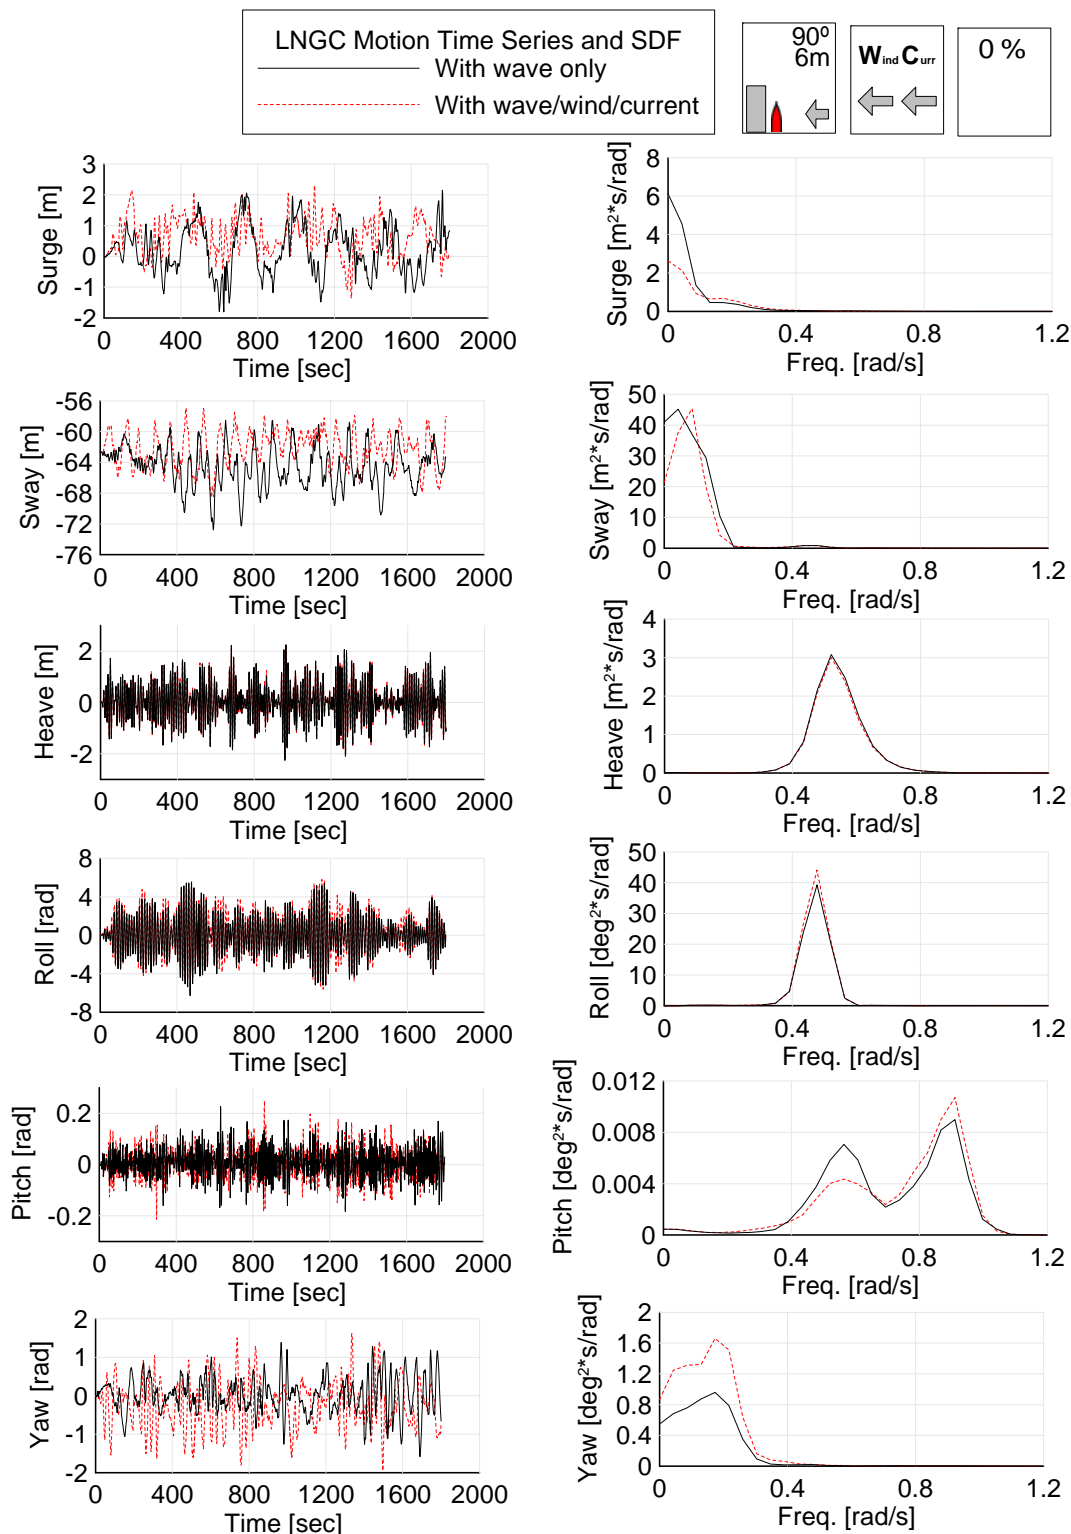 LNGC Motion Time Series and SDF
With wave only
With wave/wind/current
90º
6m
Wind Curr
0 %
3
2
1
0
-1
-2
Surge [m]
0 400 800 1200 1600 2000
Time [sec]
8
6
4
2
0
Surge [m²*s/rad]
0 0.4 0.8 1.2
Freq. [rad/s]
-56
-60
-64
-68
-72
-76
Sway [m]
0 400 800 1200 1600 2000
Time [sec]
50
40
30
20
10
0
Sway [m²*s/rad]
0 0.4 0.8 1.2
Freq. [rad/s]
2
0
-2
Heave [m]
0 400 800 1200 1600 2000
Time [sec]
4
3
2
1
0
Heave [m²*s/rad]
0 0.4 0.8 1.2
Freq. [rad/s]
8
4
0
-4
-8
Roll [rad]
0 400 800 1200 1600 2000
Time [sec]
50
40
30
20
10
0
Roll [deg²*s/rad]
0 0.4 0.8 1.2
Freq. [rad/s]
0.2
0
-0.2
Pitch [rad]
0 400 800 1200 1600 2000
Time [sec]
0.012
0.008
0.004
0
Pitch [deg²*s/rad]
0 0.4 0.8 1.2
Freq. [rad/s]
2
1
0
-1
-2
Yaw [rad]
0 400 800 1200 1600 2000
Time [sec]
2
1.6
1.2
0.8
0.4
0
Yaw [deg²*s/rad]
0 0.4 0.8 1.2
Freq. [rad/s]